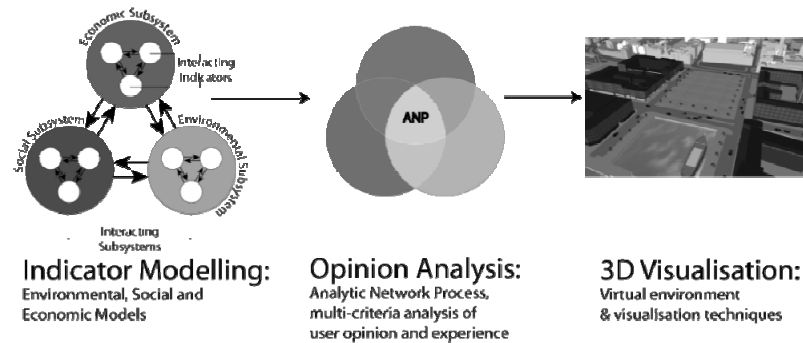 Economic Subsystem
Interacting
Indicators
Social Subsystem
Environmental Subsystem
Interacting
Subsystems
ANP
Indicator Modelling:
Environmental, Social and
Economic Models
Opinion Analysis:
Analytic Network Process,
multi-criteria analysis of
user opinion and experience
3D Visualisation:
Virtual environment
& visualisation techniques